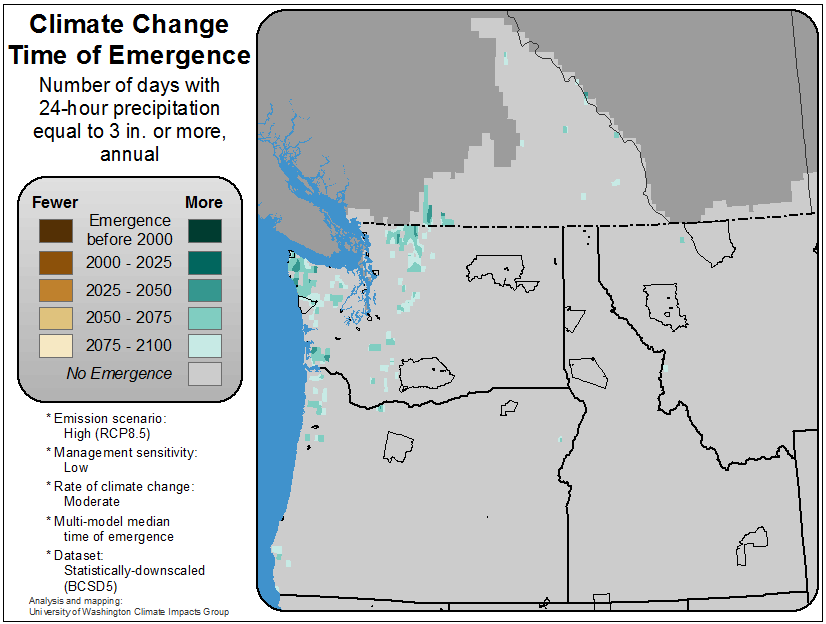 Climate Change
Time of Emergence
Number of days with
24-hour precipitation
equal to 3 in. or more,
annual
Fewer More
Emergence
before 2000
2000 - 2025
2025 - 2050
2050 - 2075
2075 - 2100
No Emergence
* Emission scenario:
High (RCP8.5)
* Management sensitivity:
Low
* Rate of climate change:
Moderate
* Multi-model median
time of emergence
* Dataset:
Statistically-downscaled
(BCSD5)
Analysis and mapping:
University of Washington Climate Impacts Group